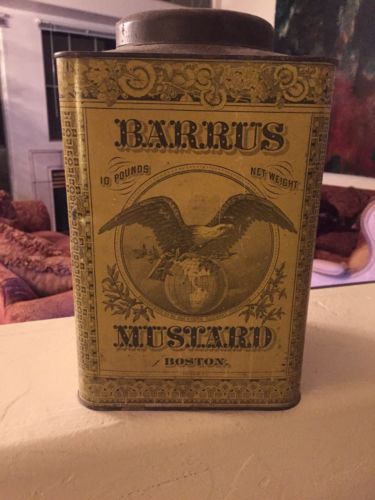 BARRUS
10 POUNDS NET WEIGHT
MUSTARD
BOSTON.